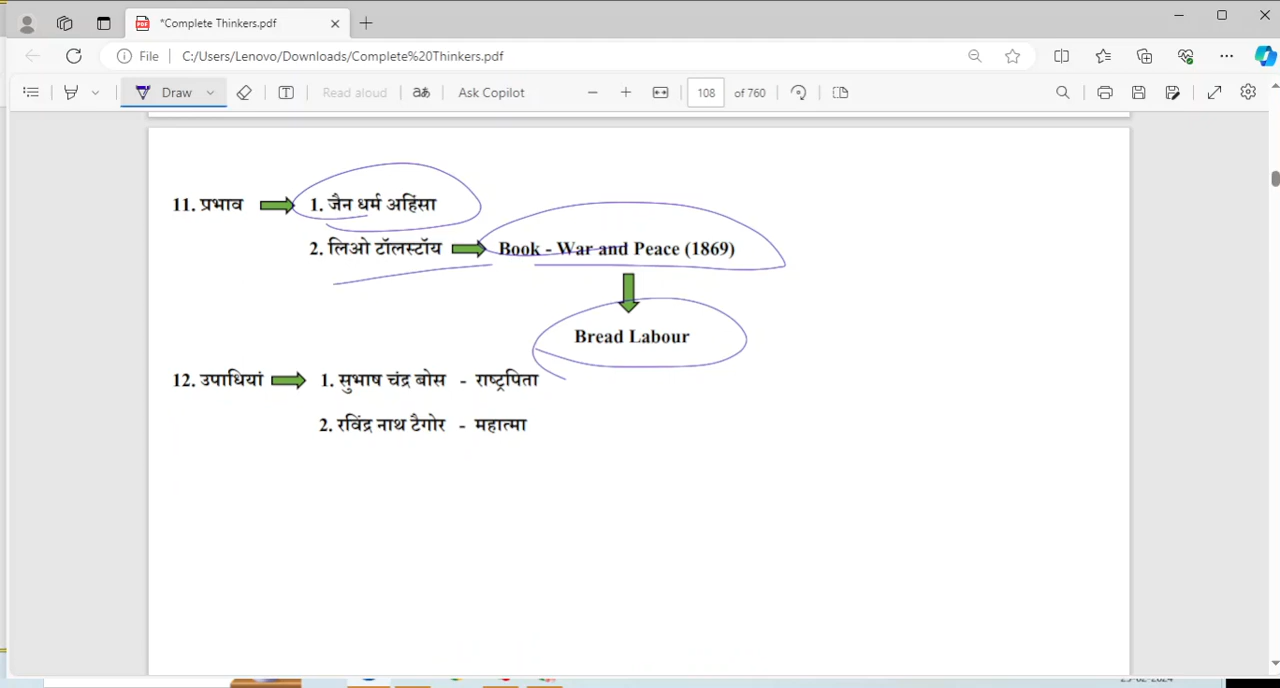 *Complete Thinkers.pdf
File C:/Users/Lenovo/Downloads/Complete%20Thinkers.pdf
Draw Read aloud aあ Ask Copilot 108 of 760
11. प्रभाव 1. जैन धर्म अहिंसा
2. लिओ टॉलस्टॉय Book - War and Peace (1869)
Bread Labour
12. उपाधियां 1. सुभाष चंद्र बोस - राष्ट्रपिता
2. रविंद्र नाथ टैगोर - महात्मा